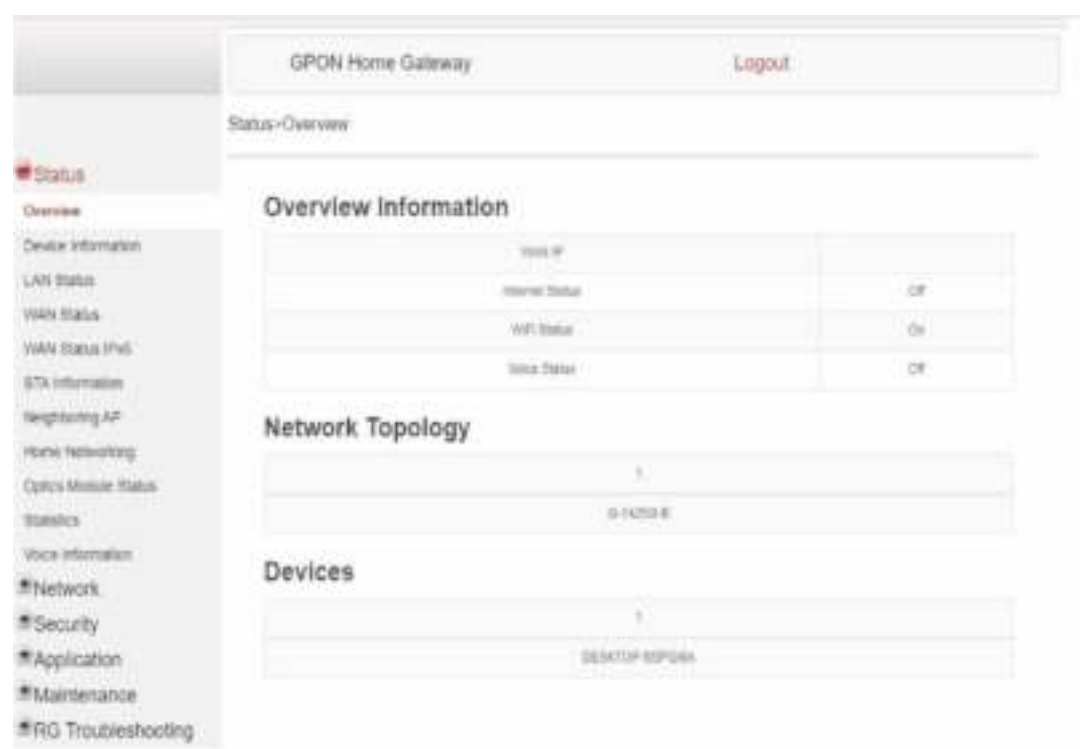 GPON Home Gateway Logout
Status>Overview
Status
Overview
Device Information
LAN Status
WAN Status
WAN Status IPv6
STA Information
Neighboring AP
Home Networking
Optics Module Status
Statistics
Voice Information
Network
Security
Application
Maintenance
RG Troubleshooting
Overview Information
IP
Internet Status Off
WiFi Status On
Voice Status Off
Network Topology
1
Devices
1